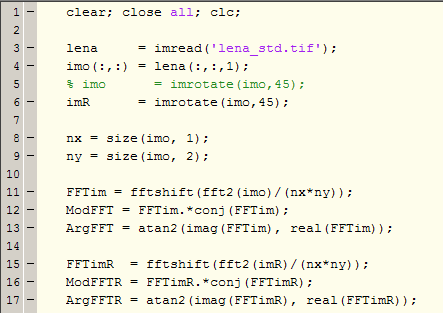 1 clear; close all; clc;
2
3 lena = imread('lena_std.tif');
4 imo(:,:) = lena(:,:,1);
5 % imo = imrotate(imo,45);
6 imR = imrotate(imo,45);
7
8 nx = size(imo, 1);
9 ny = size(imo, 2);
10
11 FFTim = fftshift(fft2(imo)/(nx*ny));
12 ModFFT = FFTim.*conj(FFTim);
13 ArgFFT = atan2(imag(FFTim), real(FFTim));
14
15 FFTimR = fftshift(fft2(imR)/(nx*ny));
16 ModFFTR = FFTimR.*conj(FFTimR);
17 ArgFFTR = atan2(imag(FFTimR), real(FFTimR));